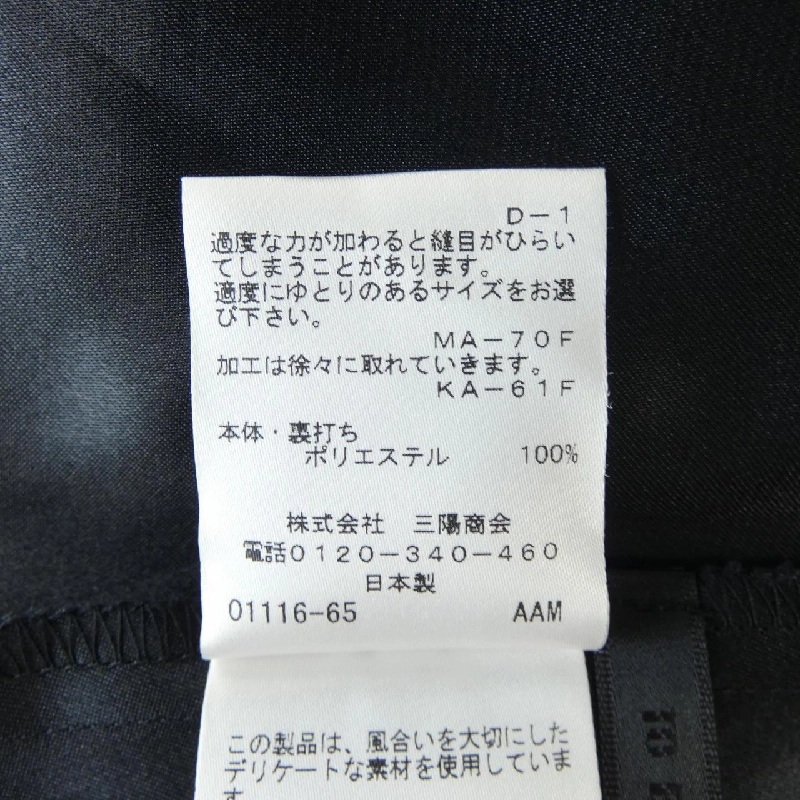 D－1
過度な力が加わると縫目がひらい
てしまうことがあります。
適度にゆとりのあるサイズをお選
び下さい。
MA－70F
加工は徐々に取れていきます。
KA－61F
本体・裏打ち
ポリエステル 100%
株式会社 三陽商会
電話0120－340－460
日本製
01116-65 AAM
この製品は、風合いを大切にした
デリケートな素材を使用していま
す